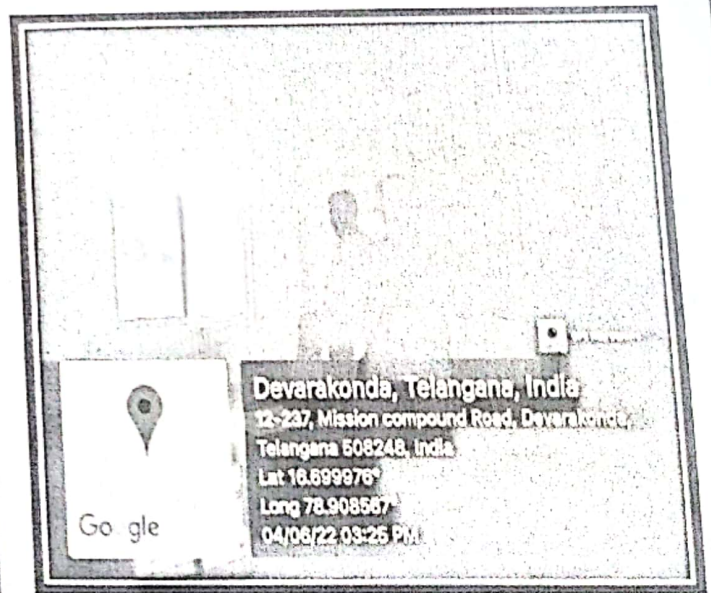 Devarakonda, Telangana, India
12-237, Mission compound Road, Devarakonda,
Telangana 508248, India
Lat 16.699976°
Long 78.908567°
04/06/22 03:25 PM
Google